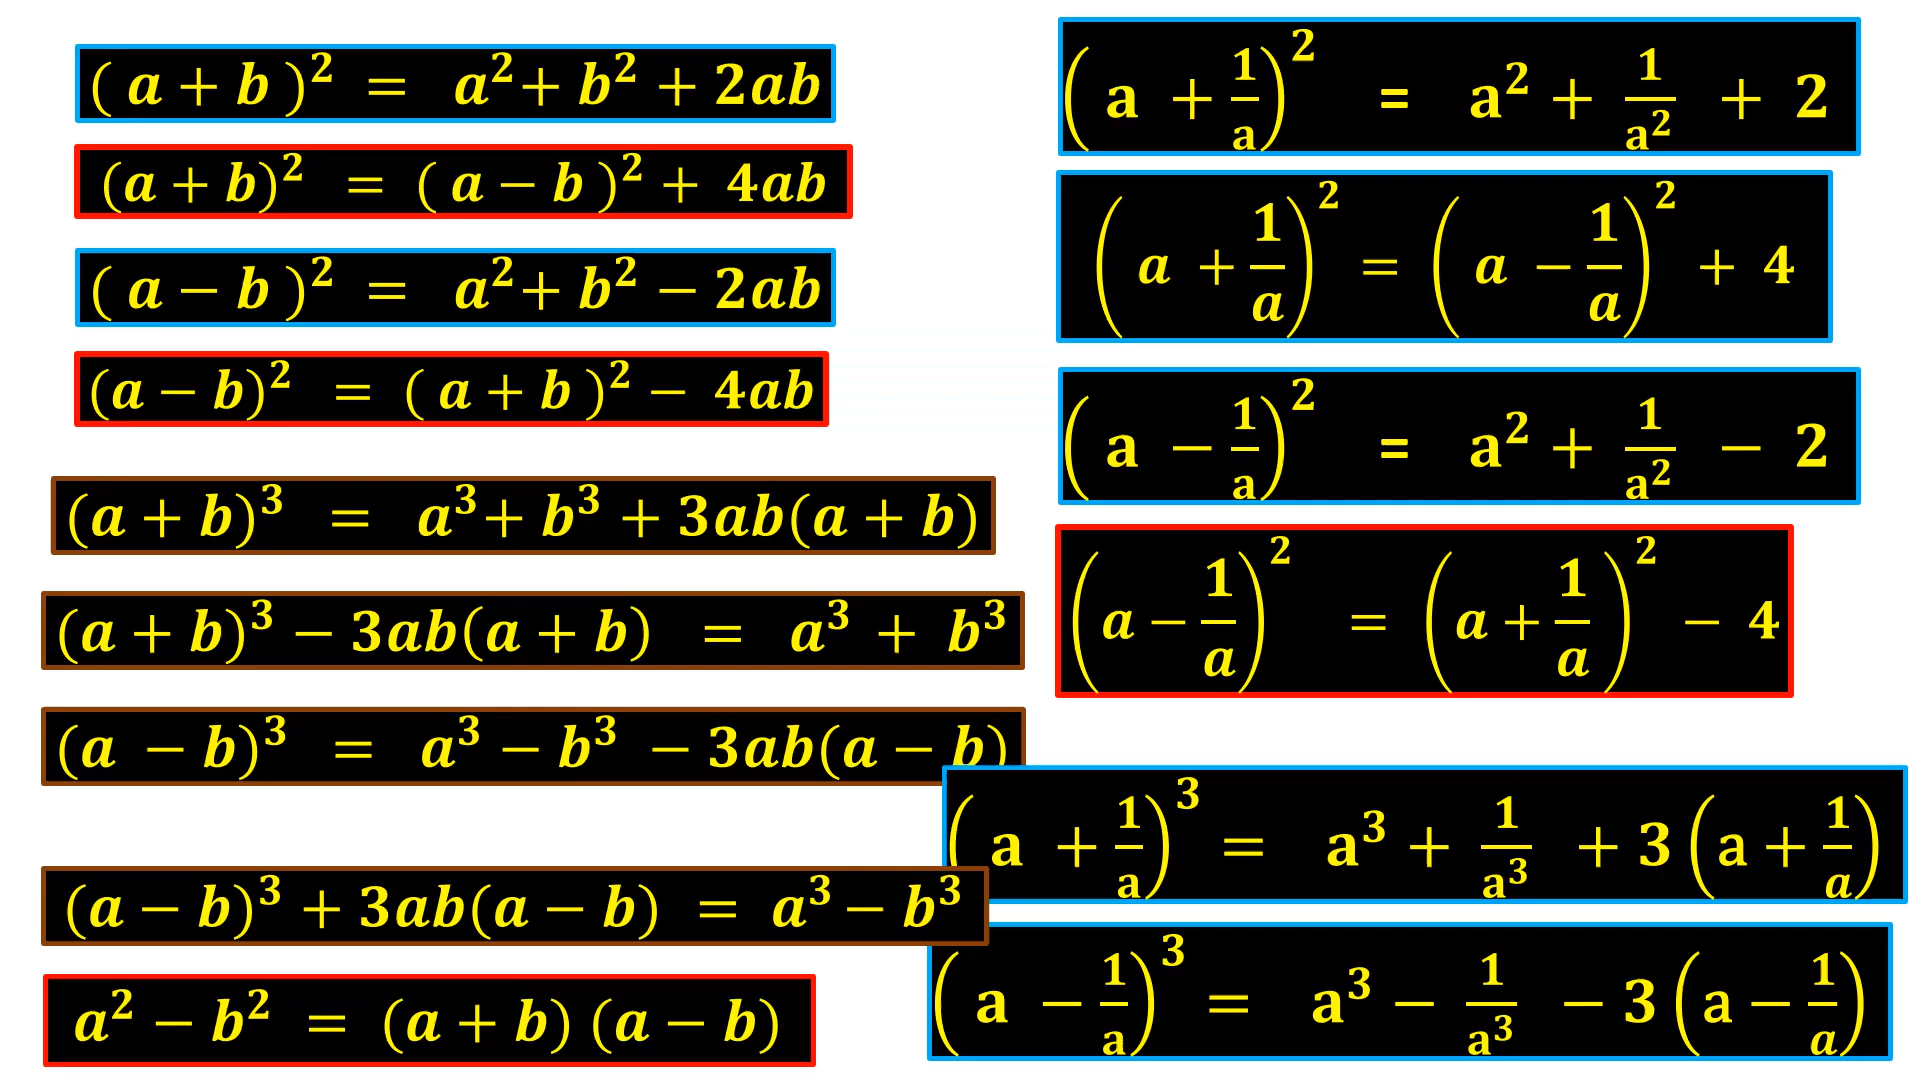 ( a + b )² = a² + b² + 2ab
(a + b)² = ( a − b )² + 4ab
( a − b )² = a² + b² − 2ab
(a − b)² = ( a + b )² − 4ab
(a + b)³ = a³ + b³ + 3ab(a + b)
(a + b)³ − 3ab(a + b) = a³ + b³
(a − b)³ = a³ − b³ − 3ab(a − b)
(a − b)³ + 3ab(a − b) = a³ − b³
a² − b² = (a + b) (a − b)
( a + 1/a )² = a² + 1/a² + 2
( a + 1/a )² = ( a − 1/a )² + 4
( a − 1/a )² = a² + 1/a² − 2
( a − 1/a )² = ( a + 1/a )² − 4
( a + 1/a )³ = a³ + 1/a³ + 3 ( a + 1/a )
( a − 1/a )³ = a³ − 1/a³ − 3 ( a − 1/a )